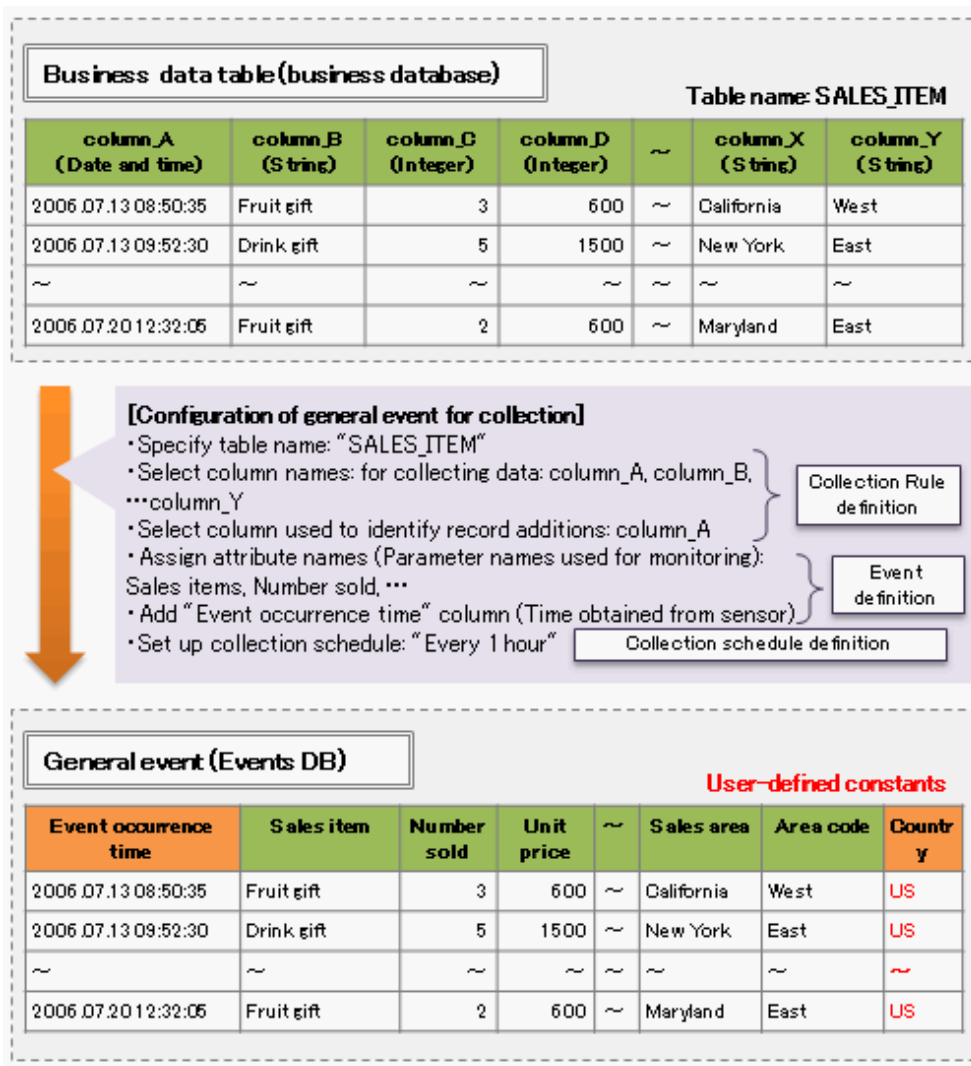 Business data table(business database)
Table name: SALES_ITEM
column_A (Date and time) column_B (String) column_C (Integer) column_D (Integer) ~ column_X (String) column_Y (String)
2006.07.13 08:50:35 Fruit gift 3 600 ~ California West
2006.07.13 09:52:30 Drink gift 5 1500 ~ New York East
~ ~ ~ ~ ~ ~ ~
2006.07.20 12:32:05 Fruit gift 2 600 ~ Maryland East
[Configuration of general event for collection]
・Specify table name: "SALES_ITEM"
・Select column names: for collecting data: column_A, column_B,
…column_Y
・Select column used to identify record additions: column_A
Collection Rule
definition
・Assign attribute names (Parameter names used for monitoring):
Sales items, Number sold, …
・Add "Event occurrence time" column (Time obtained from sensor)
Event
definition
・Set up collection schedule: "Every 1 hour"
Collection schedule definition
General event (Events DB)
User-defined constants
Event occurrence time Sales item Number sold Unit price ~ Sales area Area code Country
2006.07.13 08:50:35 Fruit gift 3 600 ~ California West US
2006.07.13 09:52:30 Drink gift 5 1500 ~ New York East US
~ ~ ~ ~ ~ ~ ~ ~
2006.07.20 12:32:05 Fruit gift 2 600 ~ Maryland East US